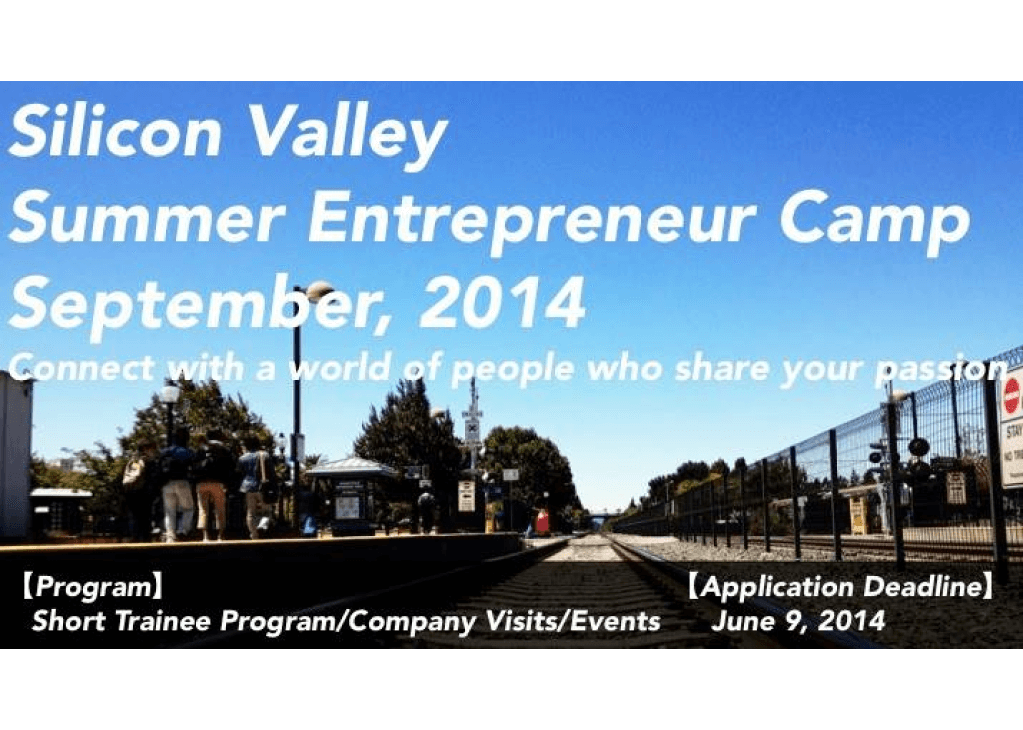 Silicon Valley
Summer Entrepreneur Camp
September, 2014
Connect with a world of people who share your passion
STAY
【Program】
【Application Deadline】
Short Trainee Program/Company Visits/Events
June 9, 2014